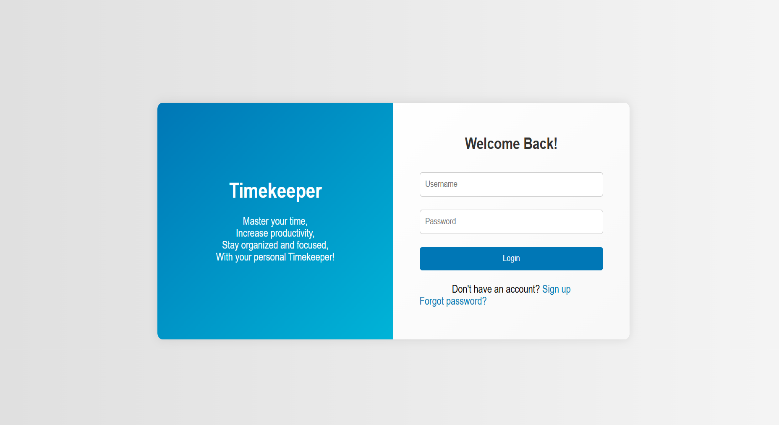 Timekeeper
Master your time,
Increase productivity,
Stay organized and focused,
With your personal Timekeeper!
Welcome Back!
Username
Password
Login
Don't have an account? Sign up
Forgot password?